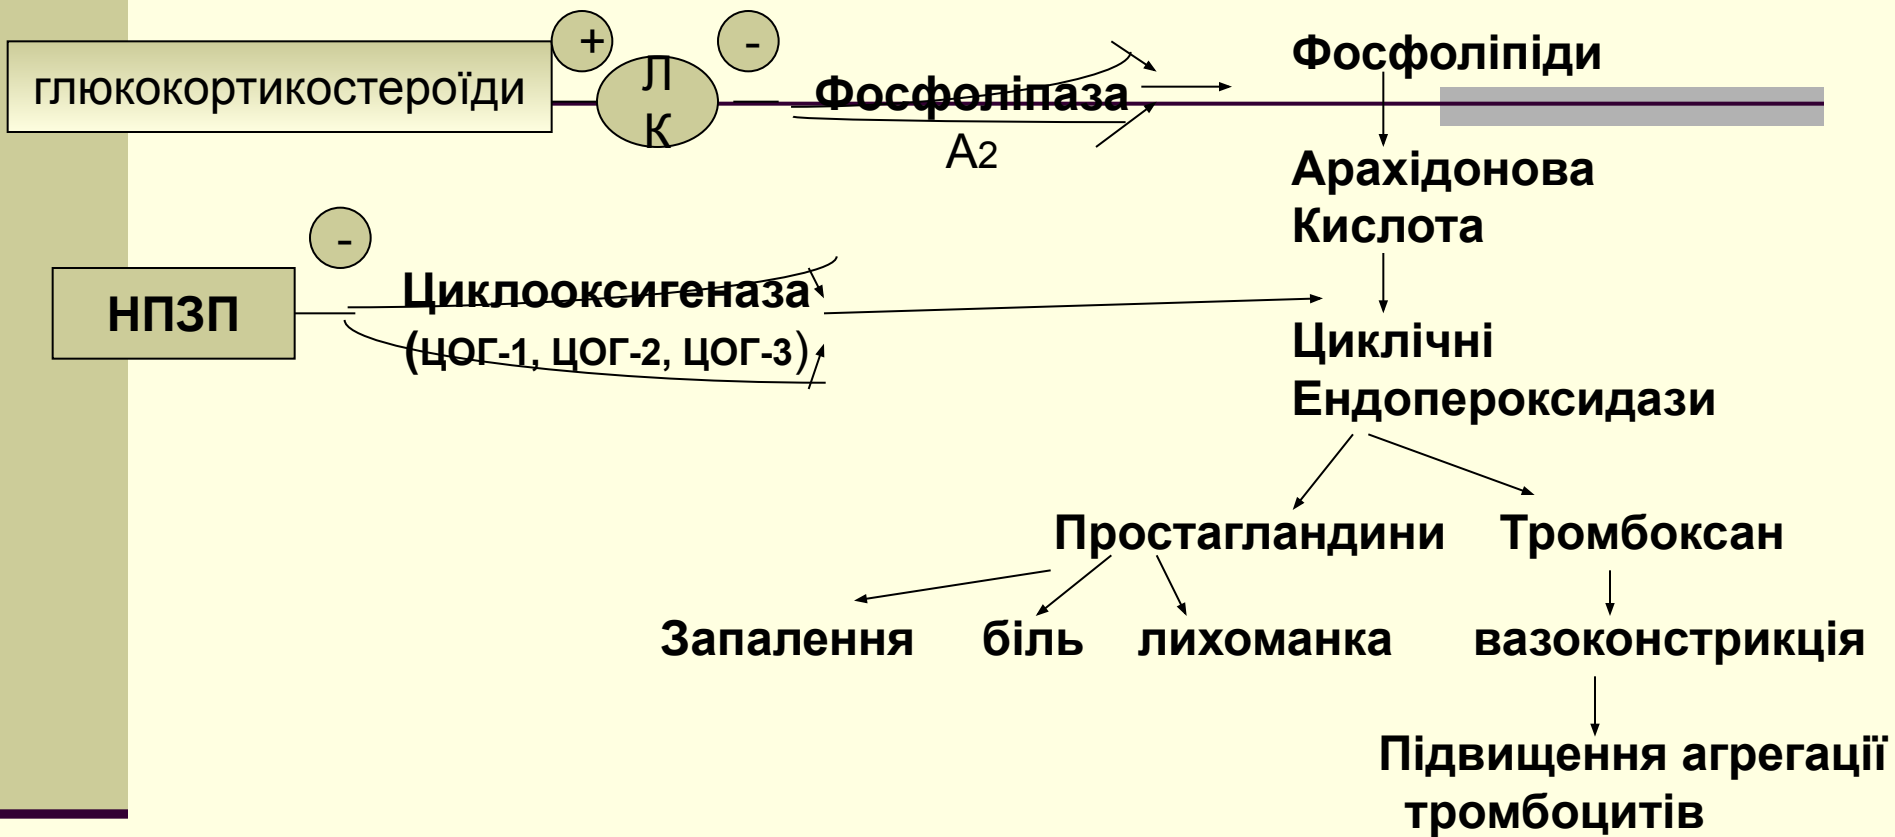 глюкокортикостероїди
+
Л
К
-
Фосфоліпаза
А2
Фосфоліпіди
Арахідонова
Кислота
-
НПЗП
Циклооксигеназа
(ЦОГ-1, ЦОГ-2, ЦОГ-3)
Циклічні
Ендопероксидази
Простагландини
Тромбоксан
Запалення
біль
лихоманка
вазоконстрикція
Підвищення агрегації
тромбоцитів